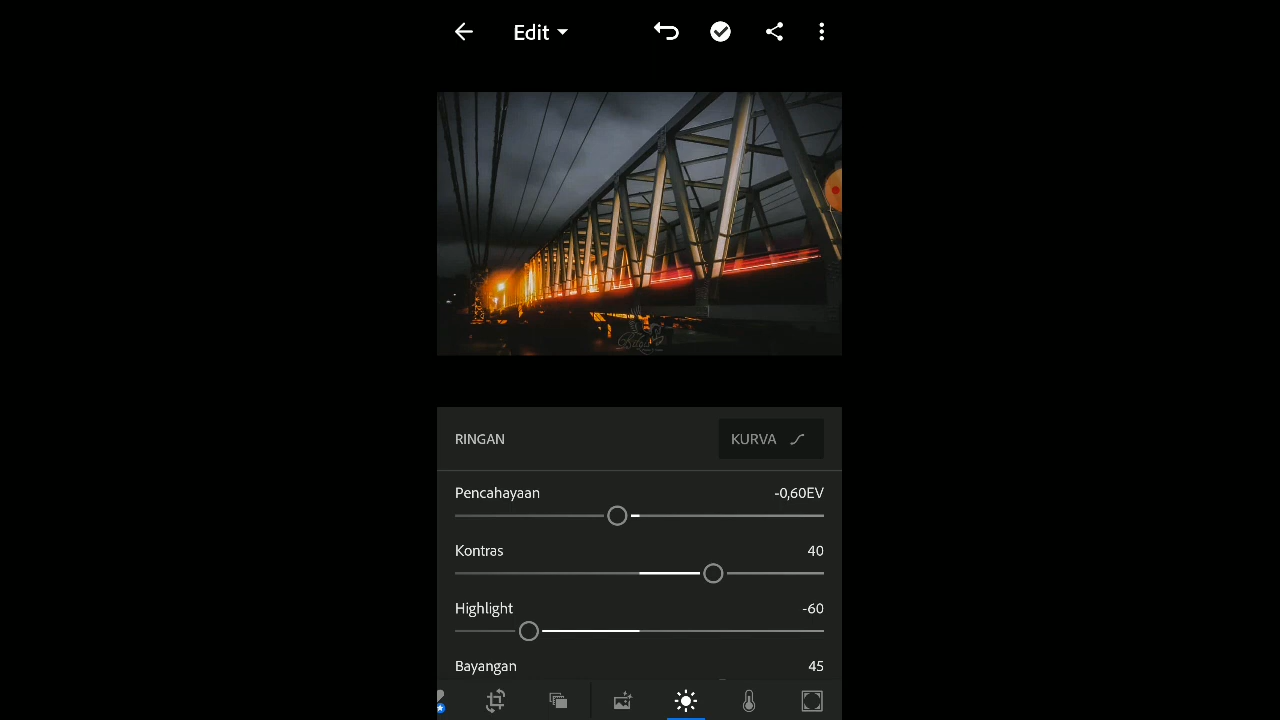 Edit
RINGAN
KURVA
Pencahayaan
-0,60EV
Kontras
40
Highlight
-60
Bayangan
45